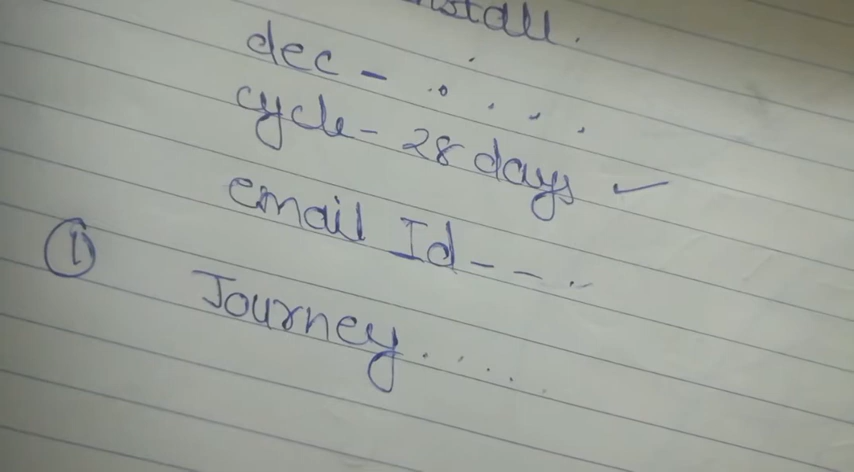 dec - . . . .
cycle - 28 days ✓
email Id - - . .
① Journey . . . . .